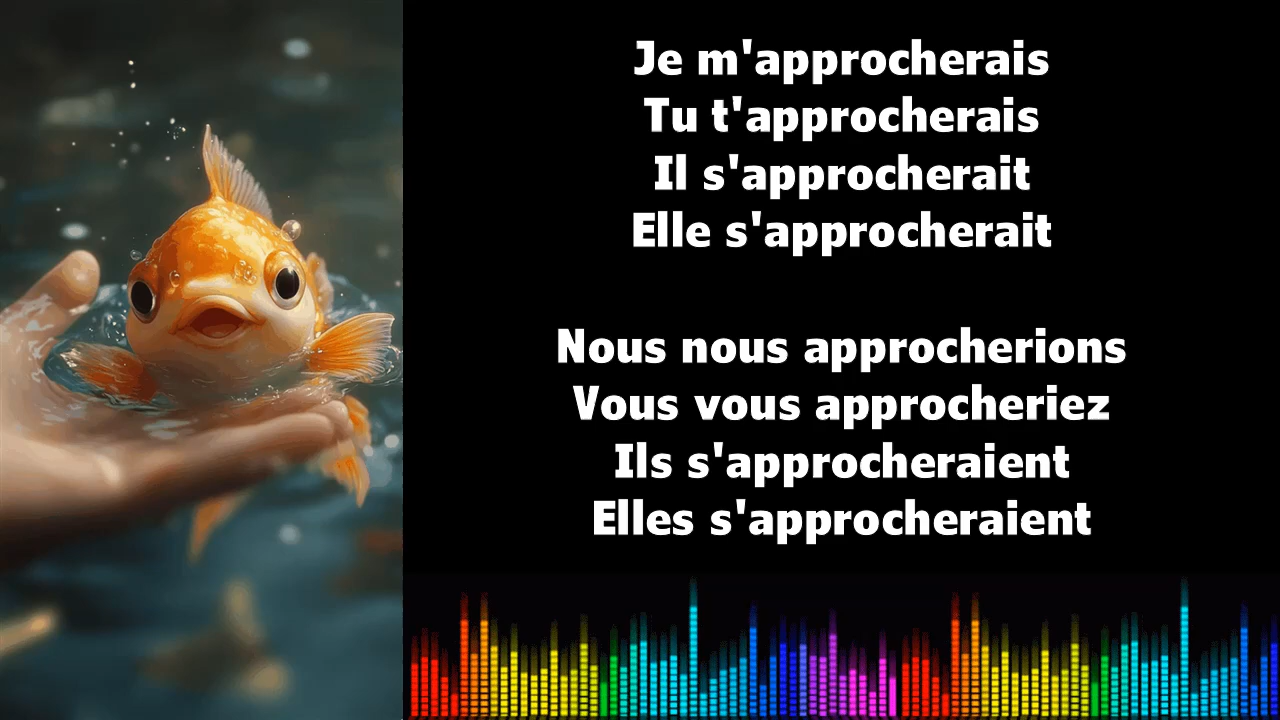 Je m'approcherais
Tu t'approcherais
Il s'approcherait
Elle s'approcherait
Nous nous approcherions
Vous vous approcheriez
Ils s'approcheraient
Elles s'approcheraient